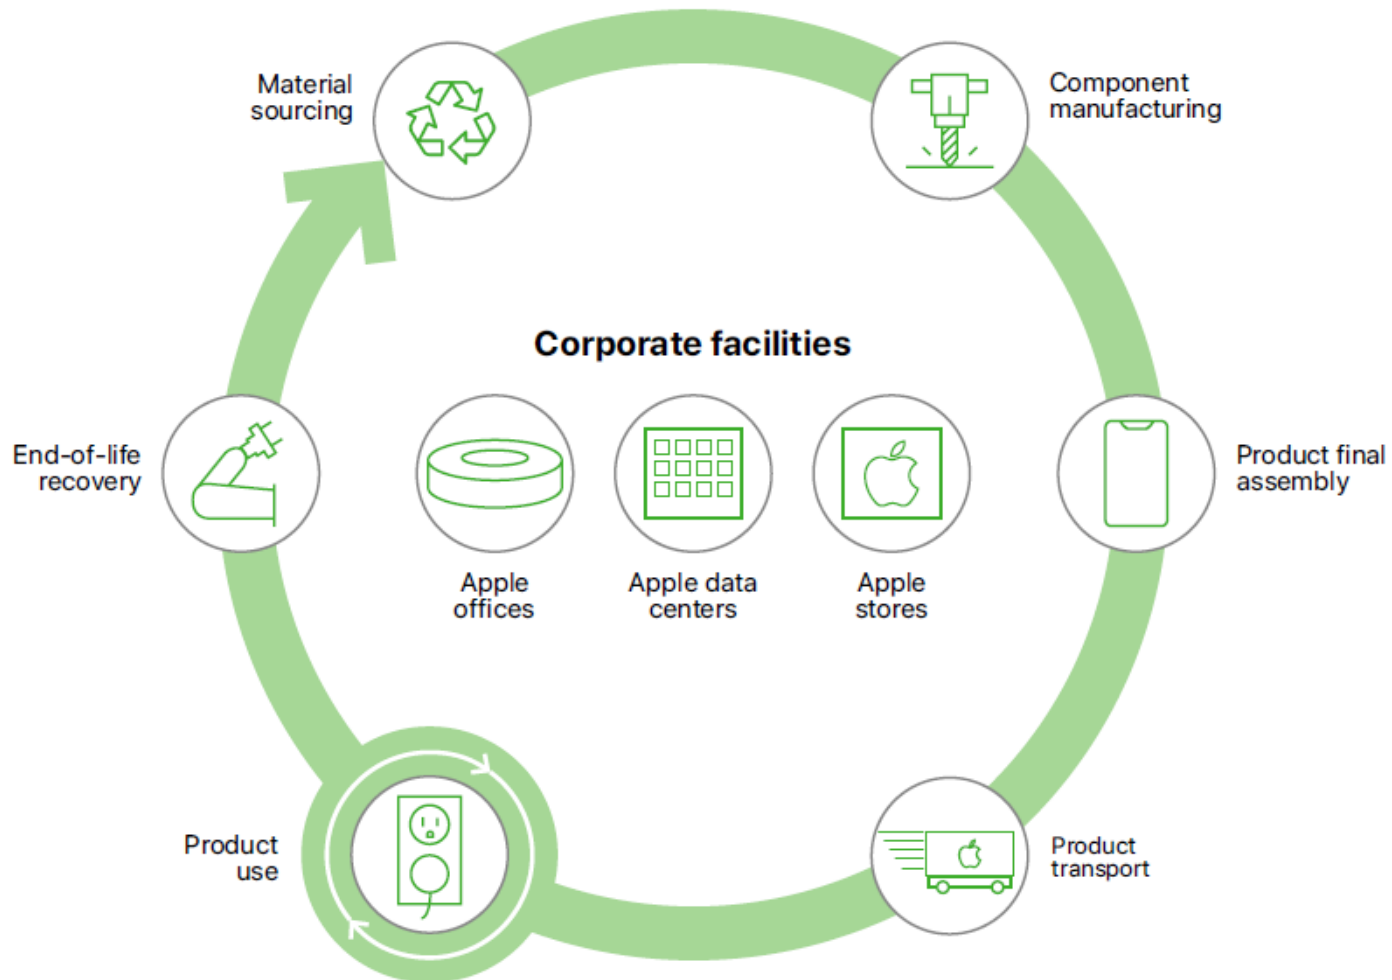 Material
sourcing
Component
manufacturing
Corporate facilities
End-of-life
recovery
Apple
offices
Apple data
centers
Apple
stores
Product final
assembly
Product
use
Product
transport